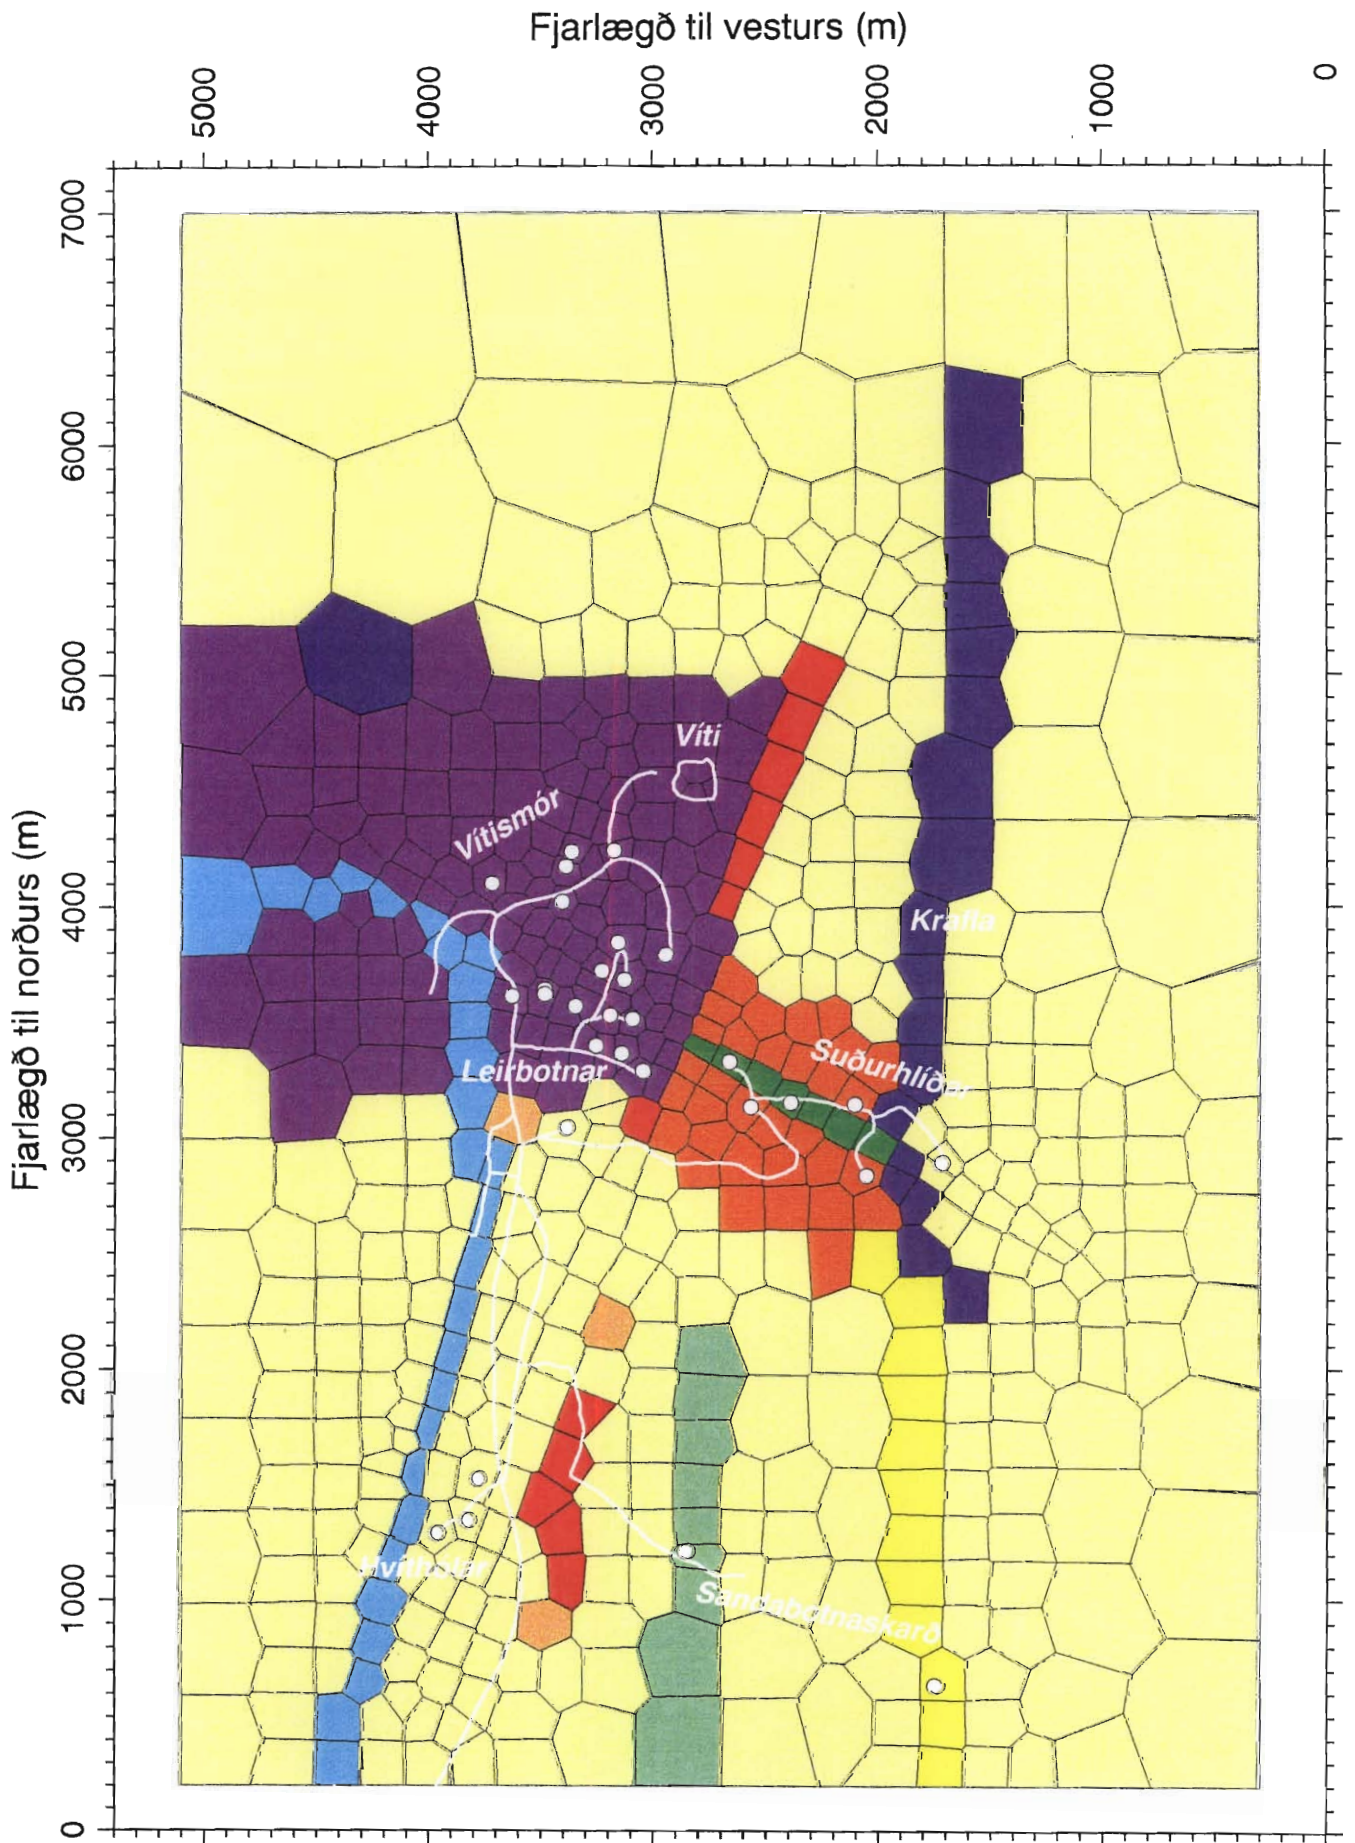 Fjarlægð til vesturs (m)
5000 4000 3000 2000 1000 0
Fjarlægð til norðurs (m)
7000
6000
5000
4000
3000
2000
1000
0
Víti
Vítismór
Krafla
Suðurhlíðar
Leirbotnar
Hvíthólar
Sandabotnaskarð